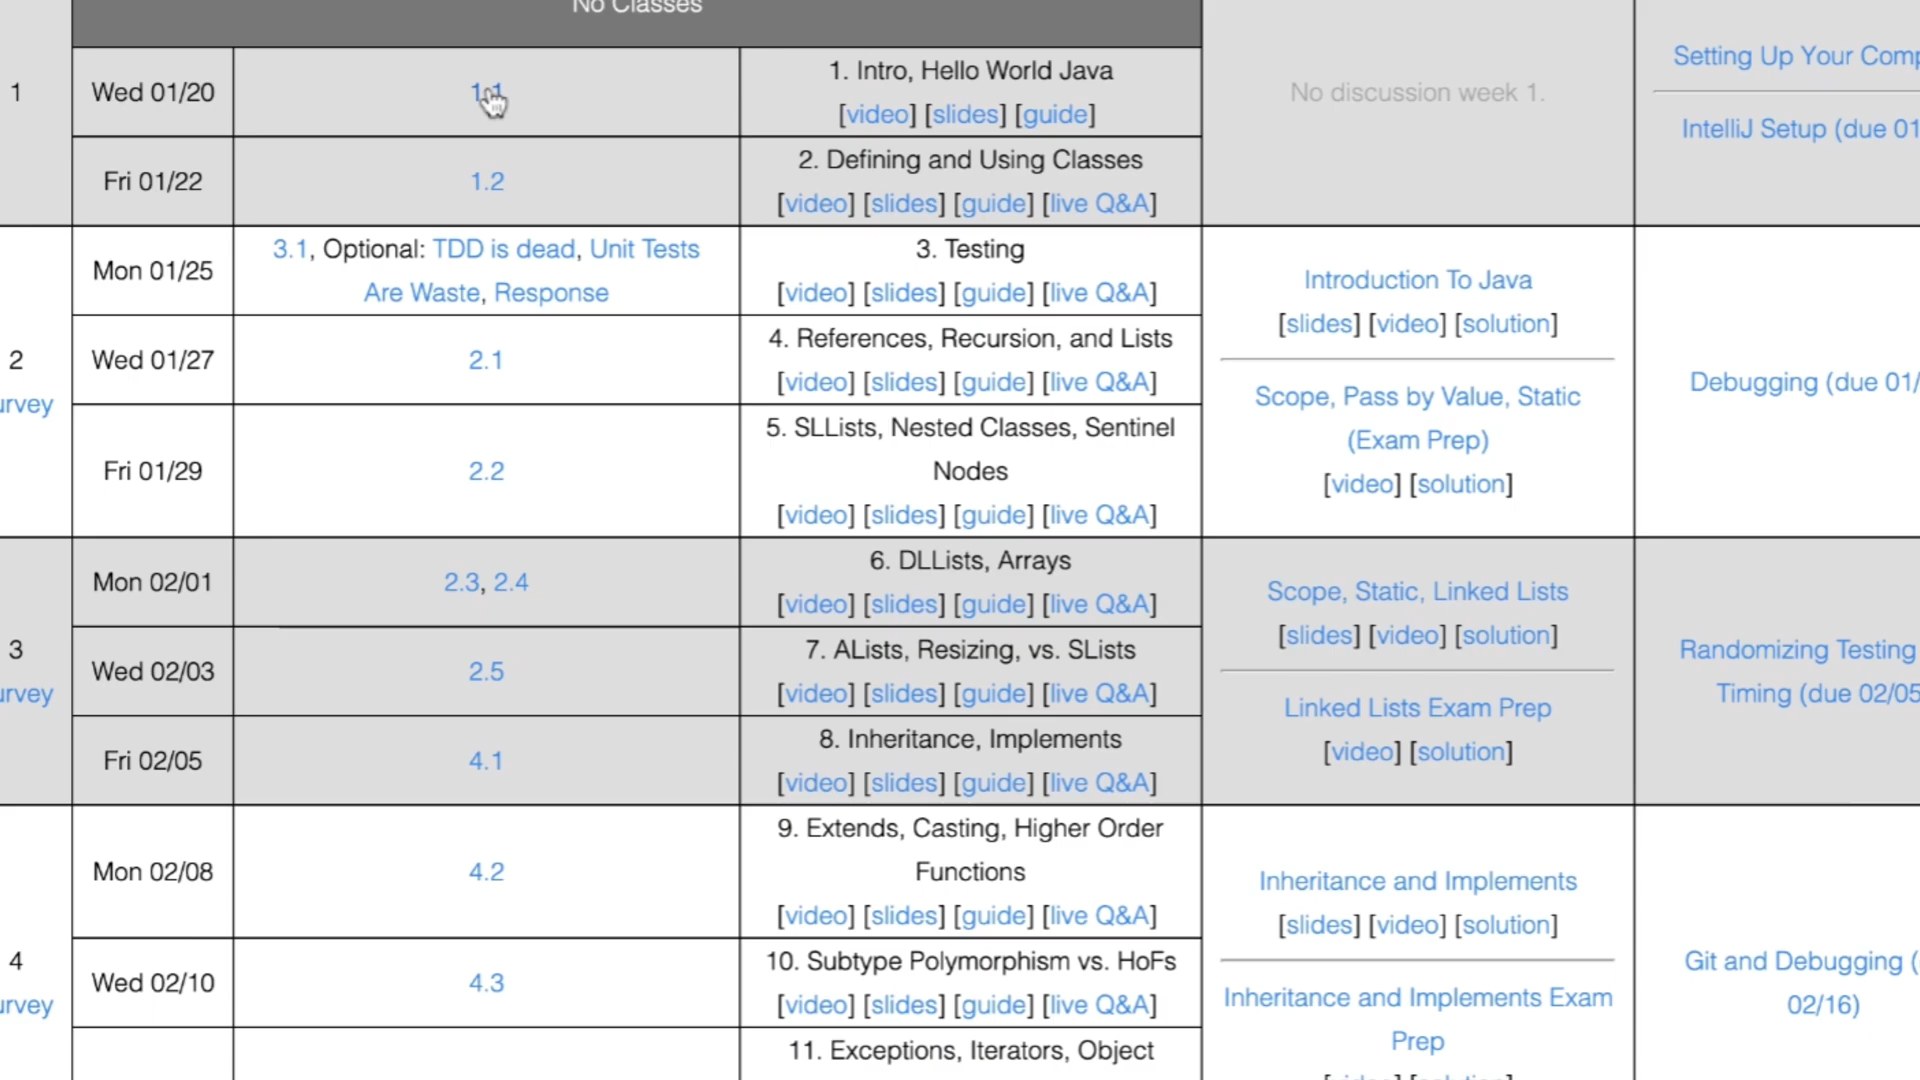 No Classes
1
Wed 01/20
1. Intro, Hello World Java
[video] [slides] [guide]
No discussion week 1.
Setting Up Your
IntelliJ Setup (due 01
Fri 01/22
1.2
2. Defining and Using Classes
[video] [slides] [guide] [live Q&A]
2
Mon 01/25
3.1, Optional: TDD is dead, Unit Tests
Are Waste, Response
3. Testing
[video] [slides] [guide] [live Q&A]
Wed 01/27
2.1
4. References, Recursion, and Lists
[video] [slides] [guide] [live Q&A]
Fri 01/29
2.2
5. SLLists, Nested Classes, Sentinel
Nodes
[video] [slides] [guide] [live Q&A]
Introduction To Java
[slides] [video] [solution]
Scope, Pass by Value, Static
(Exam Prep)
[video] [solution]
Debugging (due 01/
3
Mon 02/01
2.3, 2.4
6. DLLists, Arrays
[video] [slides] [guide] [live Q&A]
Wed 02/03
2.5
7. ALists, Resizing, vs. SLists
[video] [slides] [guide] [live Q&A]
Fri 02/05
4.1
8. Inheritance, Implements
[video] [slides] [guide] [live Q&A]
Scope, Static, Linked Lists
[slides] [video] [solution]
Linked Lists Exam Prep
[video] [solution]
Randomizing Testing
Timing (due 02/05
4
Mon 02/08
4.2
9. Extends, Casting, Higher Order
Functions
[video] [slides] [guide] [live Q&A]
Wed 02/10
4.3
10. Subtype Polymorphism vs. HoFs
[video] [slides] [guide] [live Q&A]
11. Exceptions, Iterators, Object
Inheritance and Implements
[slides] [video] [solution]
Inheritance and Implements Exam
Prep
Git and Debugging (
02/16)